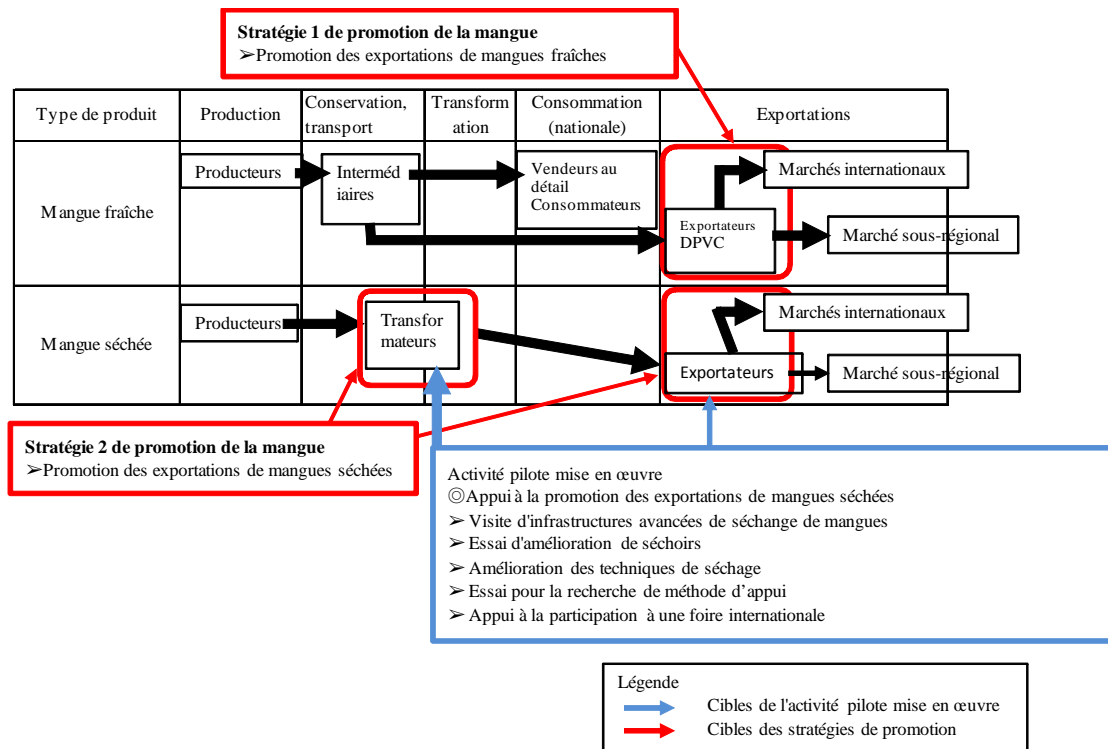 Stratégie 1 de promotion de la mangue
➢Promotion des exportations de mangues fraîches
Type de produit
Production
Conservation,
transport
Transform
ation
Consommation
(nationale)
Exportations
Mangue fraîche
Producteurs
Interméd
iaires
Vendeurs au
détail
Consommateurs
Exportateurs
DPVC
Marchés internationaux
Marché sous-régional
Mangue séchée
Producteurs
Transfor
mateurs
Exportateurs
Marchés internationaux
Marché sous-régional
Stratégie 2 de promotion de la mangue
➢Promotion des exportations de mangues séchées
Activité pilote mise en œuvre
◎Appui à la promotion des exportations de mangues séchées
➢ Visite d'infrastructures avancées de séchange de mangues
➢ Essai d'amélioration de séchoirs
➢ Amélioration des techniques de séchage
➢ Essai pour la recherche de méthode d’appui
➢ Appui à la participation à une foire internationale
Légende
Cibles de l'activité pilote mise en œuvre
Cibles des stratégies de promotion